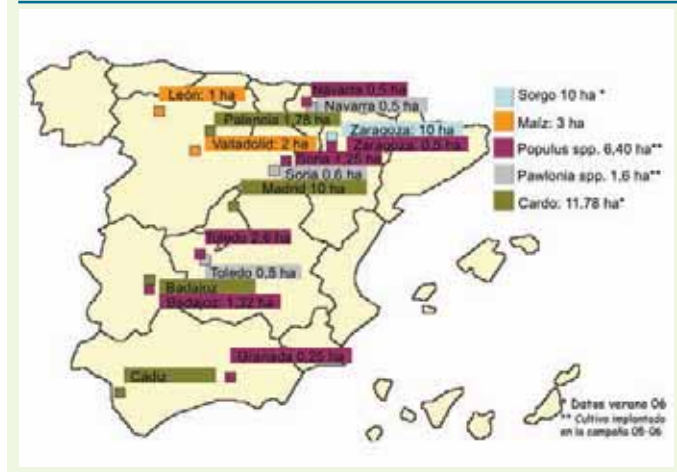 León: 1 ha
Palencia 1,78 ha
Valladolid: 2 ha
Navarra 0,5 ha
Navarra 0,5 ha
Zaragoza: 10 ha
Zaragoza: 0,5 ha
Soria 1,25 ha
Soria 0,6 ha
Madrid 10 ha
Toledo 2,6 ha
Toledo 0,5 ha
Badajoz
Badajoz: 1,32 ha
Granada 0,25 ha
Cádiz
Sorgo 10 ha *
Maíz: 3 ha
Populus spp. 6,40 ha**
Pawlonia spp. 1,6 ha**
Cardo: 11.78 ha*
* Datos verano 06
** Cultivo implantado
en la campaña 05-06